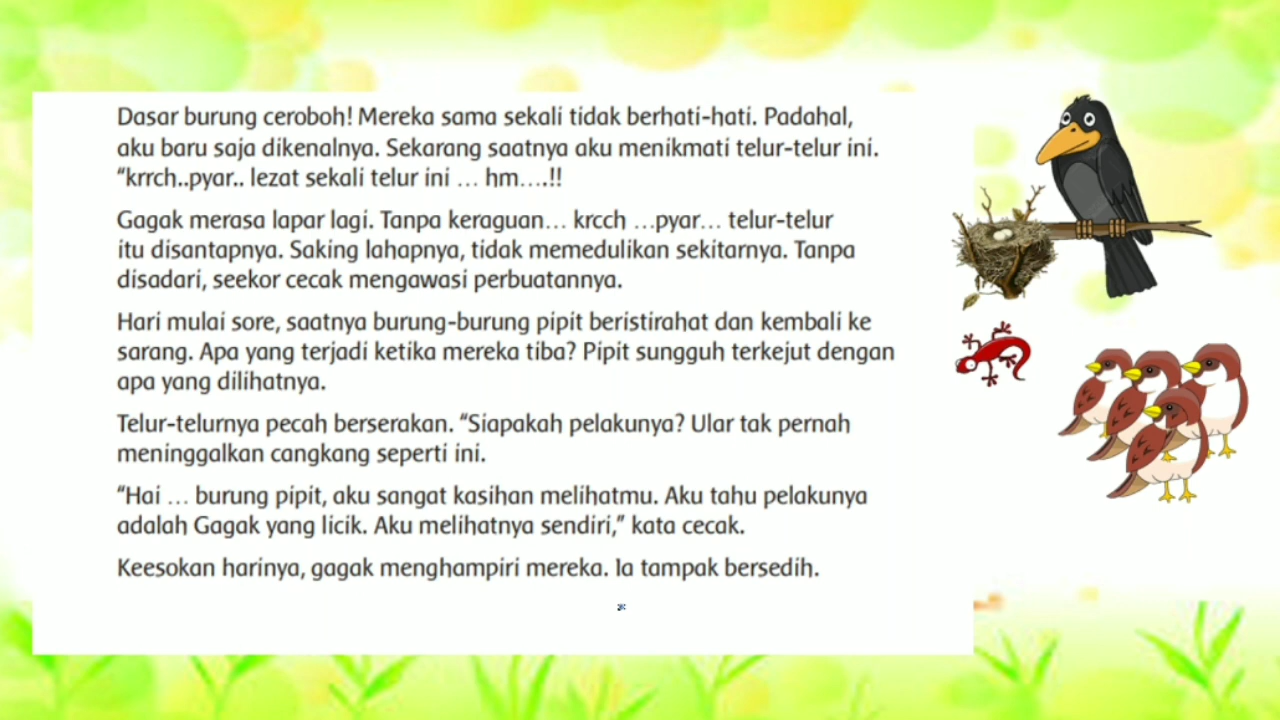 Dasar burung ceroboh! Mereka sama sekali tidak berhati-hati. Padahal,
aku baru saja dikenalnya. Sekarang saatnya aku menikmati telur-telur ini.
“krrch..pyar.. lezat sekali telur ini … hm….!!
Gagak merasa lapar lagi. Tanpa keraguan… krcch …pyar… telur-telur
itu disantapnya. Saking lahapnya, tidak memedulikan sekitarnya. Tanpa
disadari, seekor cecak mengawasi perbuatannya.
Hari mulai sore, saatnya burung-burung pipit beristirahat dan kembali ke
sarang. Apa yang terjadi ketika mereka tiba? Pipit sungguh terkejut dengan
apa yang dilihatnya.
Telur-telurnya pecah berserakan. “Siapakah pelakunya? Ular tak pernah
meninggalkan cangkang seperti ini.
“Hai … burung pipit, aku sangat kasihan melihatmu. Aku tahu pelakunya
adalah Gagak yang licik. Aku melihatnya sendiri,” kata cecak.
Keesokan harinya, gagak menghampiri mereka. Ia tampak bersedih.